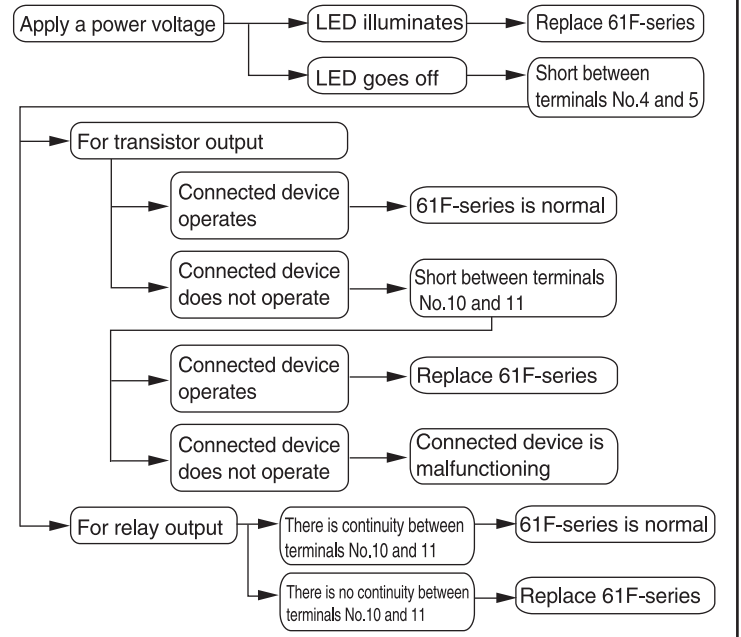 Apply a power voltage
LED illuminates
Replace 61F-series
LED goes off
Short between
terminals No.4 and 5
For transistor output
Connected device
operates
61F-series is normal
Connected device
does not operate
Short between terminals
No.10 and 11
Connected device
operates
Replace 61F-series
Connected device
does not operate
Connected device is
malfunctioning
For relay output
There is continuity between
terminals No.10 and 11
61F-series is normal
There is no continuity between
terminals No.10 and 11
Replace 61F-series